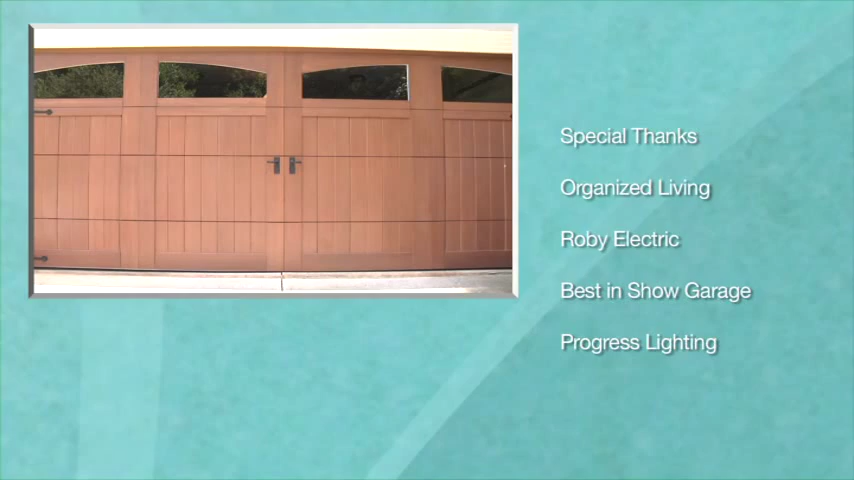 Special Thanks
Organized Living
Roby Electric
Best in Show Garage
Progress Lighting